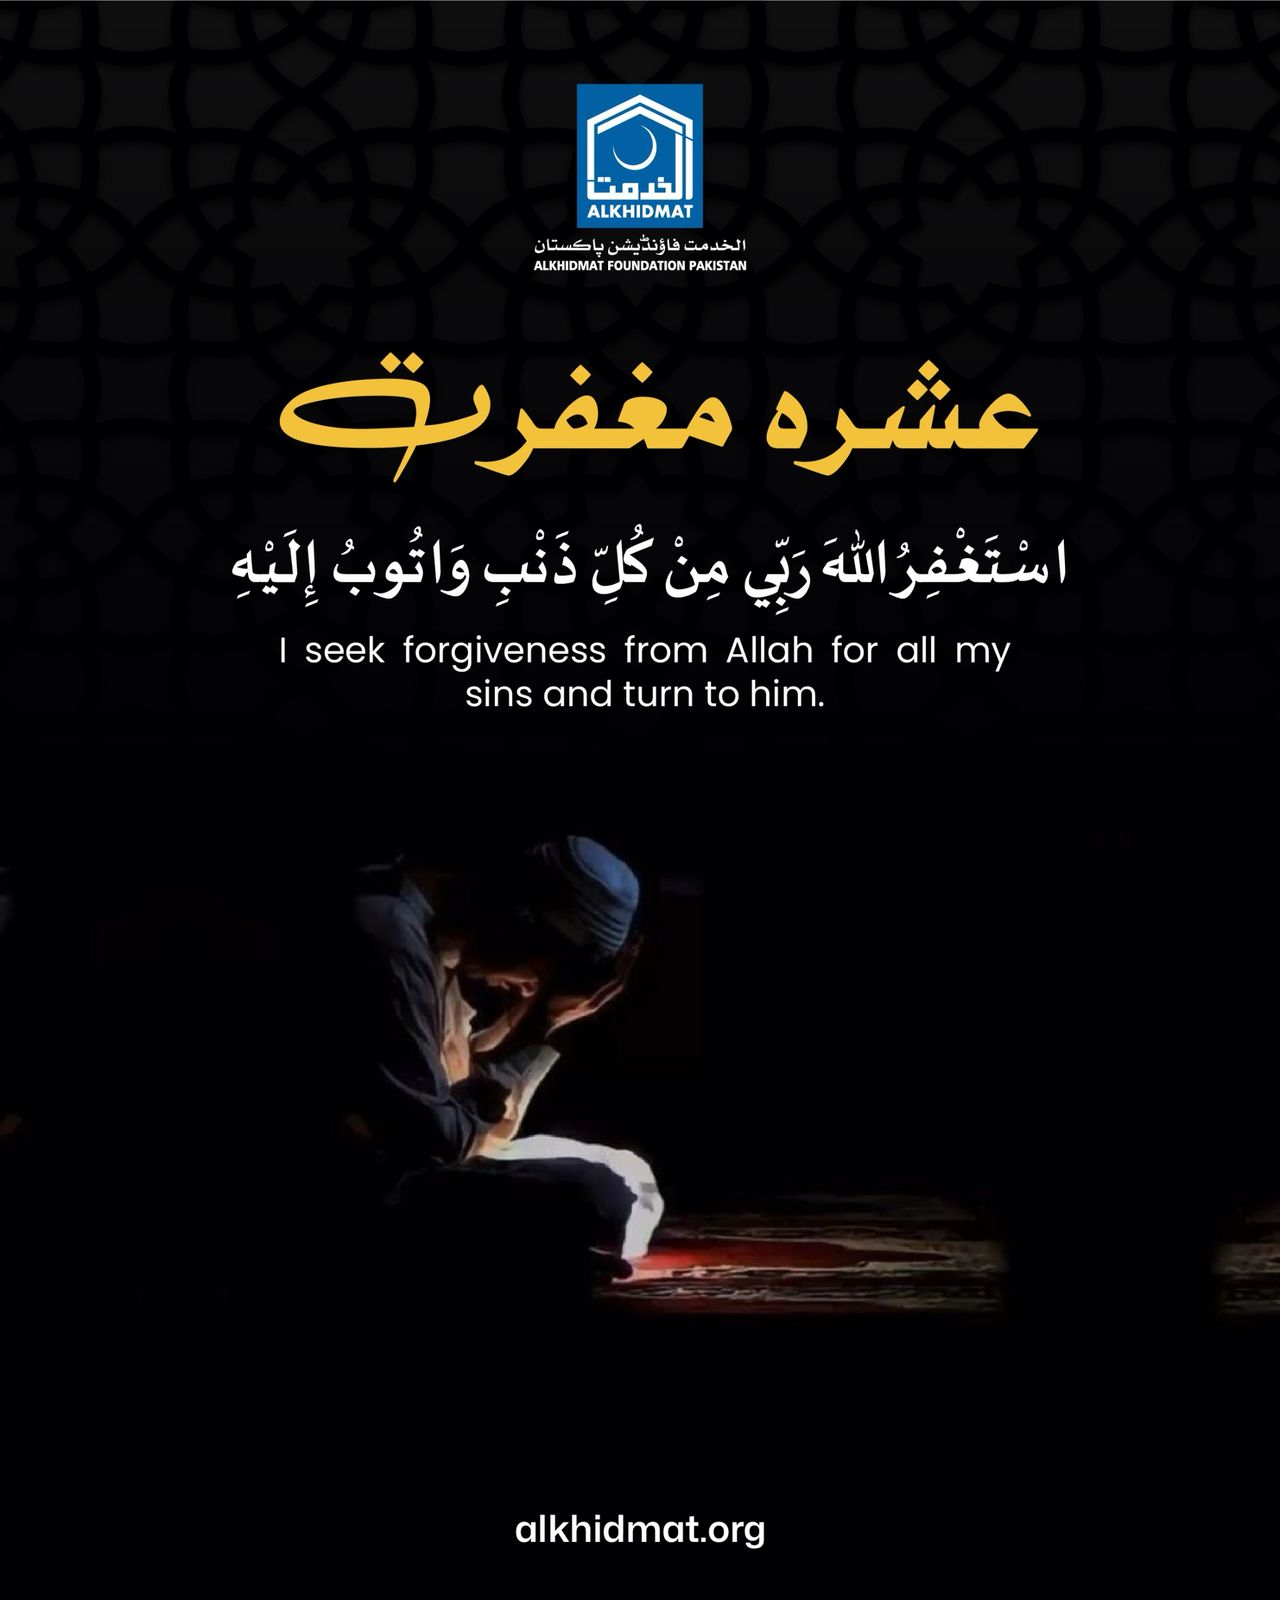 الخدمت
ALKHIDMAT
الخدمت فاؤنڈیشن پاکستان
ALKHIDMAT FOUNDATION PAKISTAN
عشرہ مغفرت
اسْتَغْفِرُاللهَ رَبِّي مِنْ كُلِّ ذَنْبِ وَاتُوبُ إِلَيْهِ
I seek forgiveness from Allah for all my
sins and turn to him.
alkhidmat.org